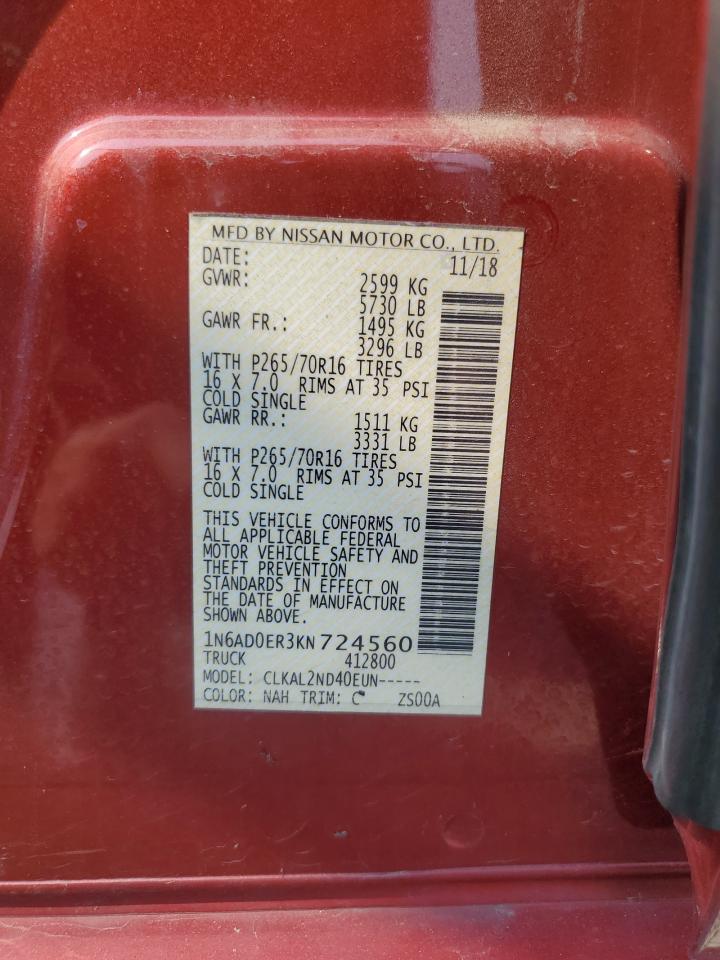 MFD BY NISSAN MOTOR CO., LTD.
DATE: 11/18
GVWR: 2599 KG
5730 LB
GAWR FR.: 1495 KG
3296 LB
WITH P265/70R16 TIRES
16 X 7.0 RIMS AT 35 PSI
COLD SINGLE
GAWR RR.: 1511 KG
3331 LB
WITH P265/70R16 TIRES
16 X 7.0 RIMS AT 35 PSI
COLD SINGLE
THIS VEHICLE CONFORMS TO
ALL APPLICABLE FEDERAL
MOTOR VEHICLE SAFETY AND
THEFT PREVENTION
STANDARDS IN EFFECT ON
THE DATE OF MANUFACTURE
SHOWN ABOVE.
1N6AD0ER3KN724560
TRUCK 412800
MODEL: CLKAL2ND40EUN-----
COLOR: NAH TRIM: C ZS00A